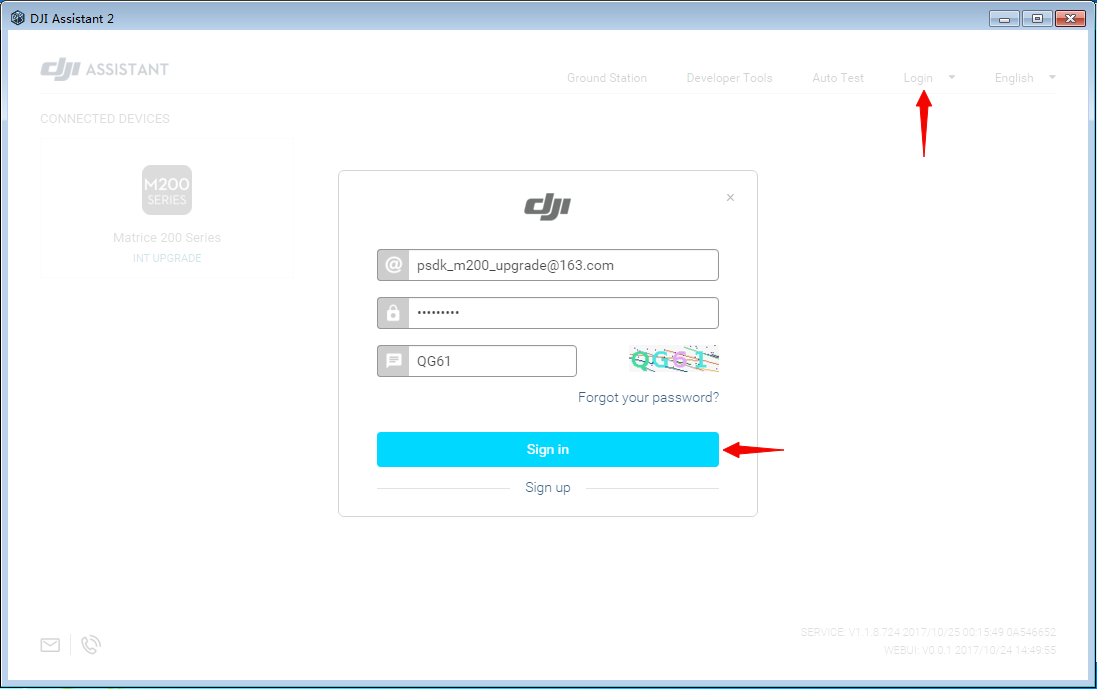 DJI Assistant 2
dji ASSISTANT
Ground Station
Developer Tools
Auto Test
Login
English
CONNECTED DEVICES
M200
SERIES
Matrice 200 Series
INT UPGRADE
dji
@ psdk_m200_upgrade@163.com
•••••••••
QG61
QG61
Forgot your password?
Sign in
Sign up
SERVICE: V1.1.8.724 2017/10/25 00:15:49 0A546652
WEBUI: V0.0.1 2017/10/24 14:49:55